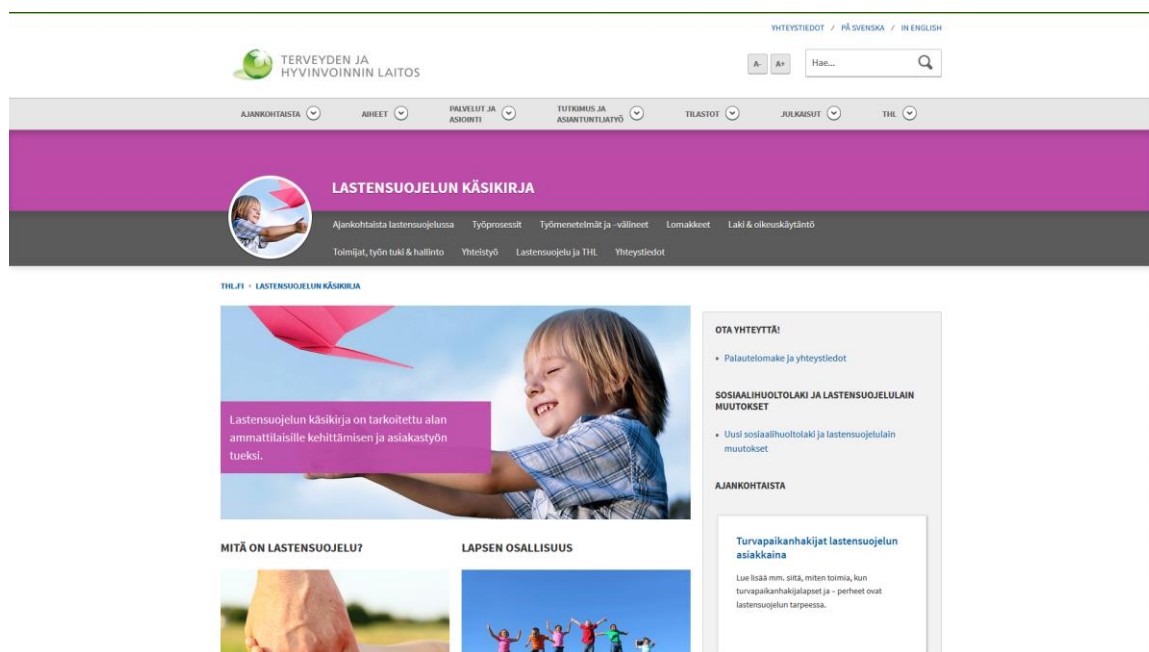 YHTEYSTIEDOT / PÅ SVENSKA / IN ENGLISH
TERVEYDEN JA
HYVINVOINNIN LAITOS
A- A+ Hae...
AJANKOHTAISTA
AIHEET
PALVELUT JA
ASIOINTI
TUTKIMUS JA
ASIANTUNTIJATYÖ
TILASTOT
JULKAISUT
THL
LASTENSUOJELUN KÄSIKIRJA
Ajankohtaista lastensuojelussa Työprosessit Työmenetelmät ja –välineet Lomakkeet Laki & oikeuskäytäntö
Toimijat, työn tuki & hallinto Yhteistyö Lastensuojelu ja THL Yhteystiedot
THL.FI › LASTENSUOJELUN KÄSIKIRJA
Lastensuojelun käsikirja on tarkoitettu alan
ammattilaisille kehittämisen ja asiakastyön
tueksi.
MITÄ ON LASTENSUOJELU?
LAPSEN OSALLISUUS
OTA YHTEYTTÄ!
• Palautelomake ja yhteystiedot
SOSIAALIHUOLTOLAKI JA LASTENSUOJELULAIN
MUUTOKSET
• Uusi sosiaalihuoltolaki ja lastensuojelulain
muutokset
AJANKOHTAISTA
Turvapaikanhakijat lastensuojelun
asiakkaina
Lue lisää mm. siitä, miten toimia, kun
turvapaikanhakijalapset ja – perheet ovat
lastensuojelun tarpeessa.